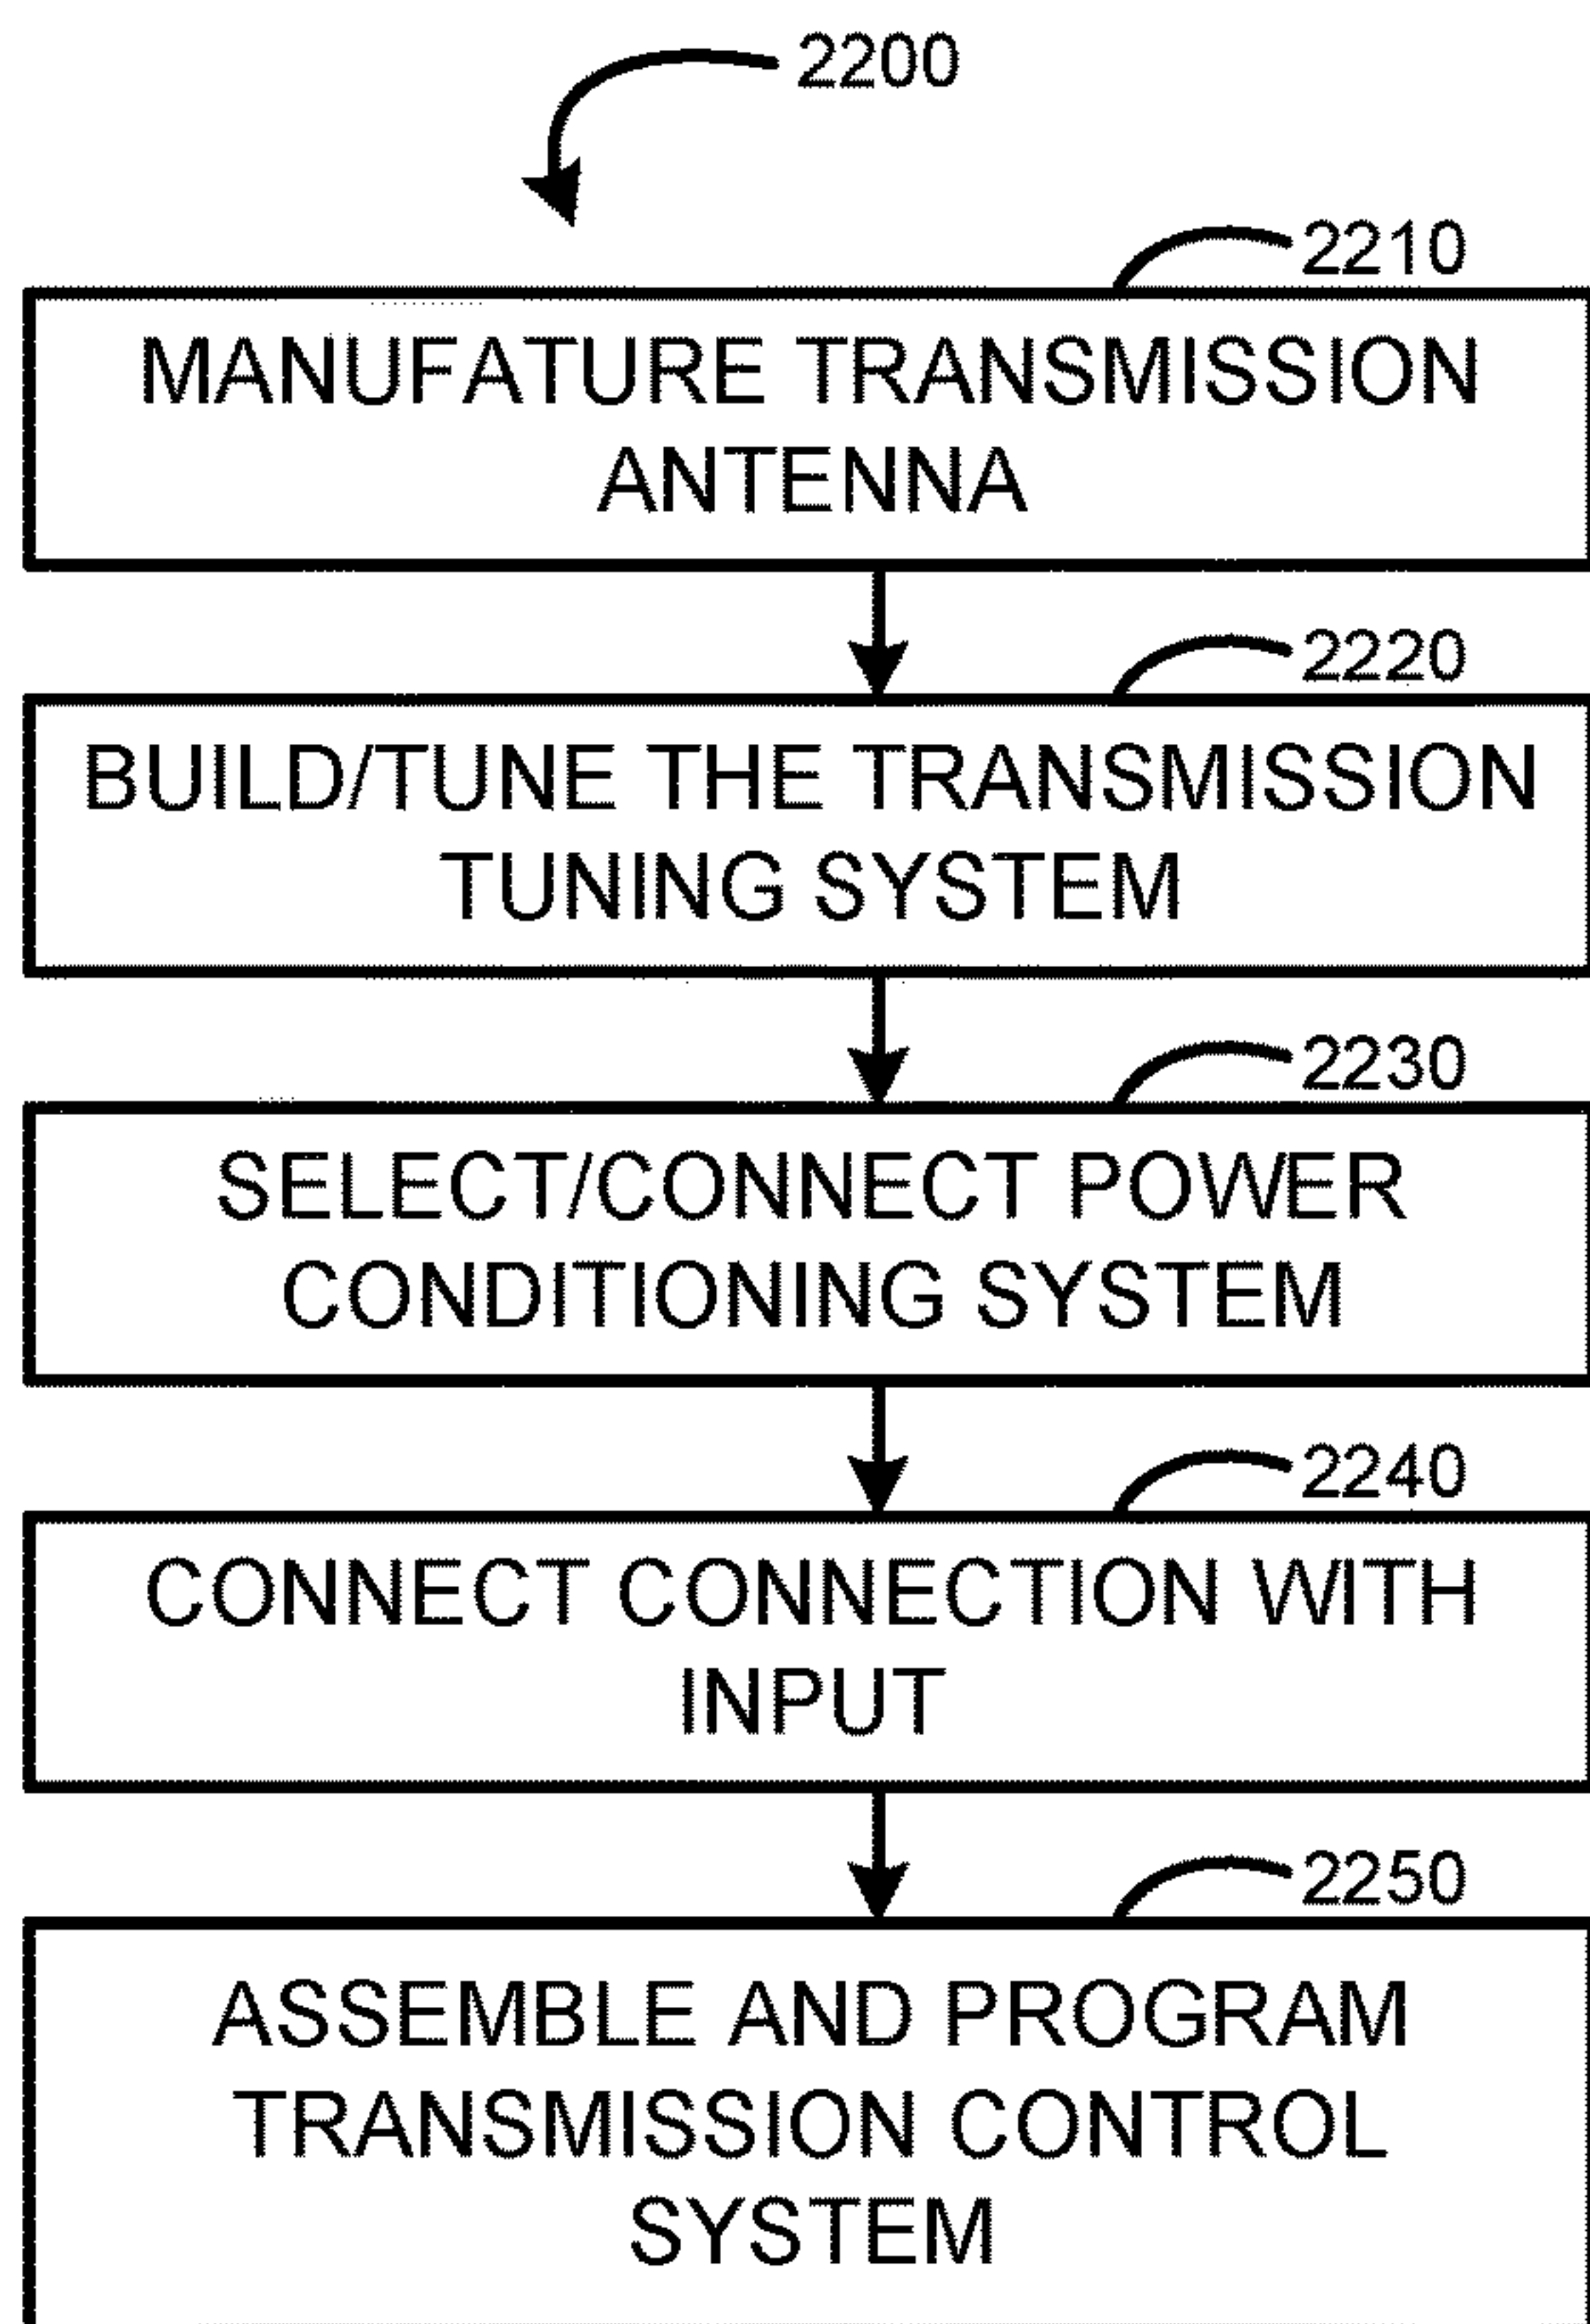 2200
2210
MANUFATURE TRANSMISSION
ANTENNA
2220
BUILD/TUNE THE TRANSMISSION
TUNING SYSTEM
2230
SELECT/CONNECT POWER
CONDITIONING SYSTEM
2240
CONNECT CONNECTION WITH
INPUT
2250
ASSEMBLE AND PROGRAM
TRANSMISSION CONTROL
SYSTEM